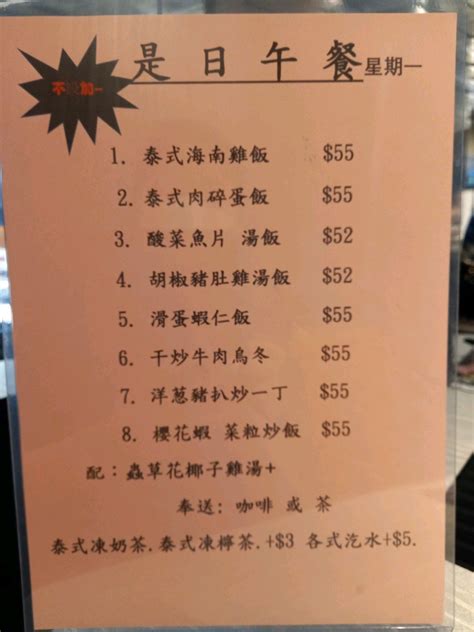 是日午餐 星期一
不設加一
1. 泰式海南雞飯 $55
2. 泰式肉碎蛋飯 $55
3. 酸菜魚片 湯飯 $52
4. 胡椒豬肚雞湯飯 $52
5. 滑蛋蝦仁飯 $55
6. 干炒牛肉烏冬 $55
7. 洋葱豬扒炒一丁 $55
8. 櫻花蝦 菜粒炒飯 $55
配：蟲草花椰子雞湯+
奉送: 咖啡 或 茶
泰式凍奶茶.泰式凍檸茶.+$3 各式汔水+$5.